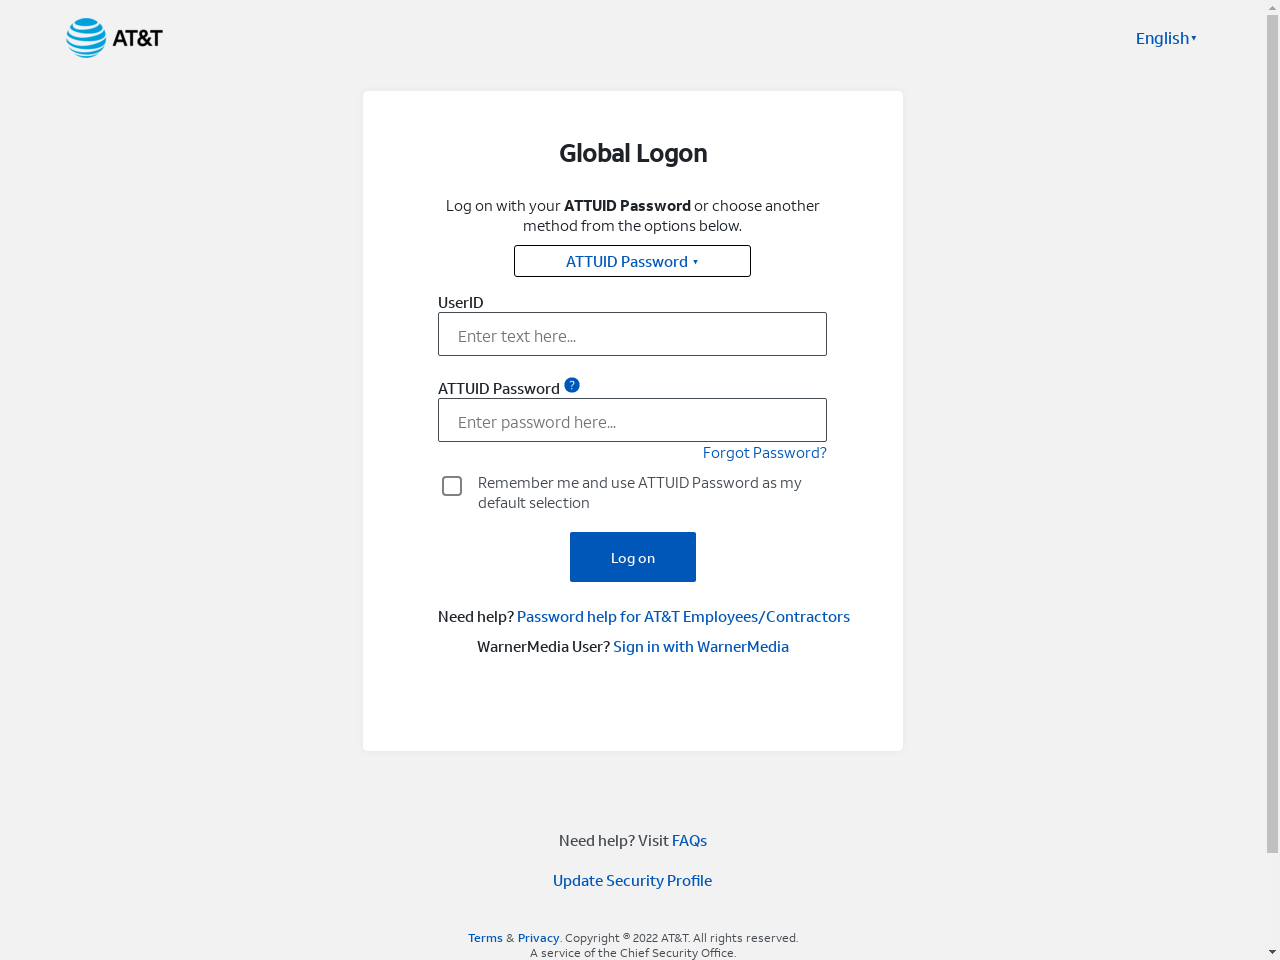 AT&T
English
Global Logon
Log on with your ATTUID Password or choose another
method from the options below.
ATTUID Password
UserID
Enter text here...
ATTUID Password ?
Enter password here...
Forgot Password?
Remember me and use ATTUID Password as my
default selection
Log on
Need help? Password help for AT&T Employees/Contractors
WarnerMedia User? Sign in with WarnerMedia
Need help? Visit FAQs
Update Security Profile
Terms & Privacy. Copyright © 2022 AT&T. All rights reserved.
A service of the Chief Security Office.